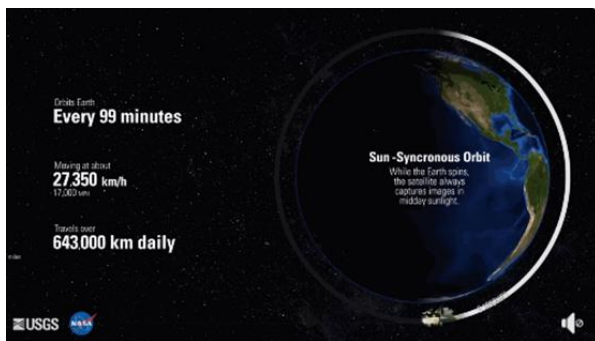 Orbits Earth
Every 99 minutes
Moving at about
27,350 km/h
17,000 MPH
Travels over
643,000 km daily
Sun -Syncronous Orbit
While the Earth spins,
the satellite always
captures images in
midday sunlight.
USGS
NASA